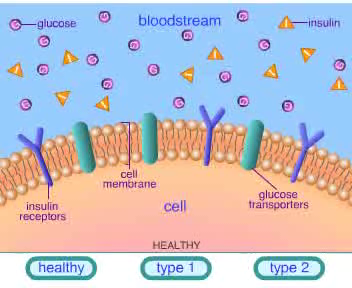 glucose
bloodstream
insulin
cell
membrane
insulin
receptors
cell
glucose
transporters
HEALTHY
healthy
type 1
type 2